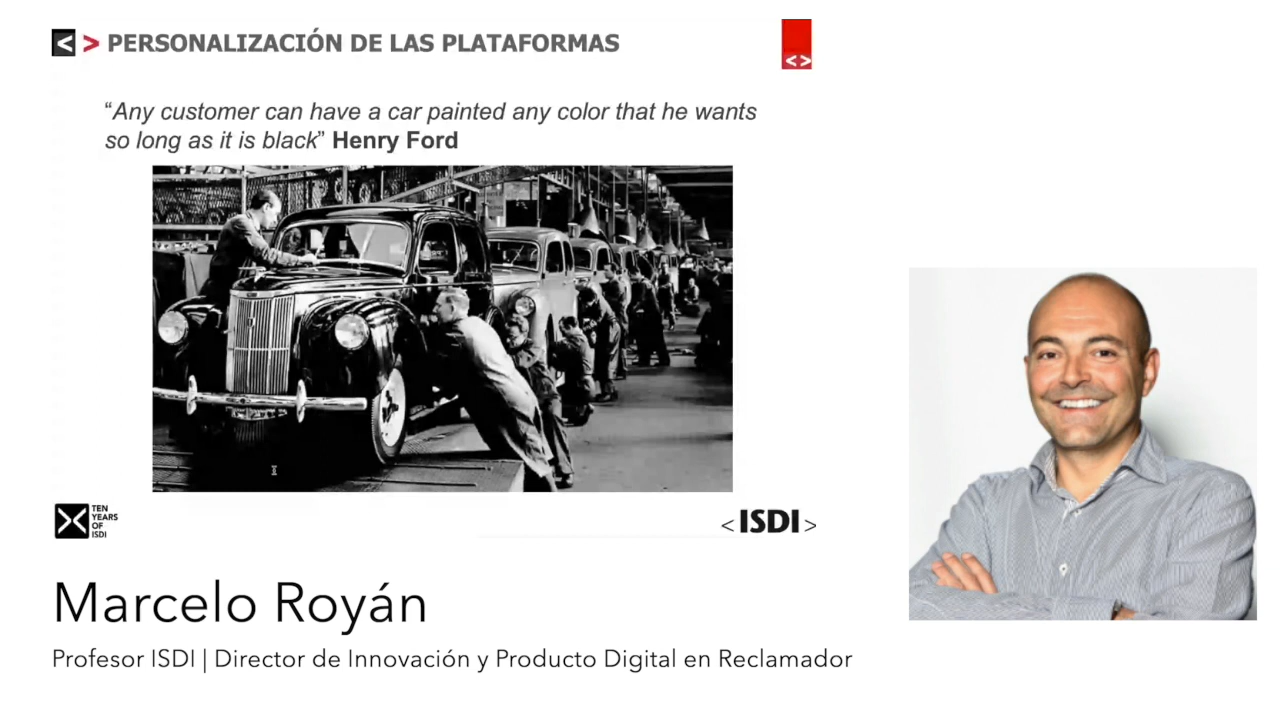 < > PERSONALIZACIÓN DE LAS PLATAFORMAS
< >
“Any customer can have a car painted any color that he wants
so long as it is black” Henry Ford
TEN
YEARS
OF
ISDI
< ISDI >
Marcelo Royán
Profesor ISDI | Director de Innovación y Producto Digital en Reclamador